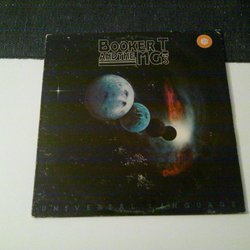 BOOKER T
AND THE MG'S
UNIVERSAL LANGUAGE